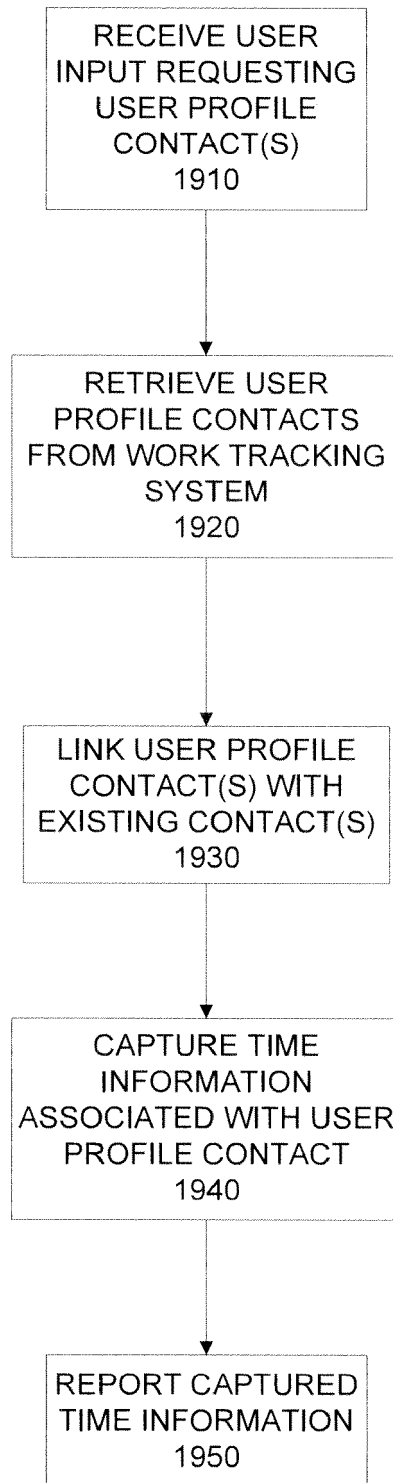 RECEIVE USER
INPUT REQUESTING
USER PROFILE
CONTACT(S)
1910
RETRIEVE USER
PROFILE CONTACTS
FROM WORK TRACKING
SYSTEM
1920
LINK USER PROFILE
CONTACT(S) WITH
EXISTING CONTACT(S)
1930
CAPTURE TIME
INFORMATION
ASSOCIATED WITH USER
PROFILE CONTACT
1940
REPORT CAPTURED
TIME INFORMATION
1950